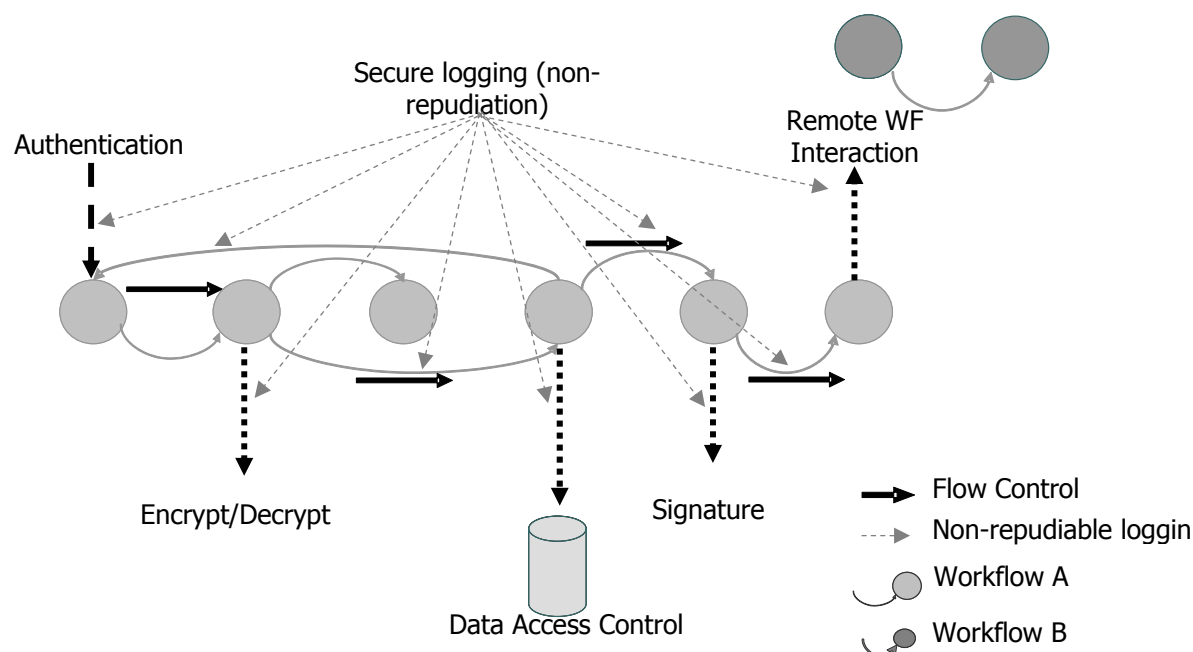 Secure logging (non-
repudiation)
Authentication
Remote WF
Interaction
Encrypt/Decrypt
Signature
Data Access Control
Flow Control
Non-repudiable loggin
Workflow A
Workflow B